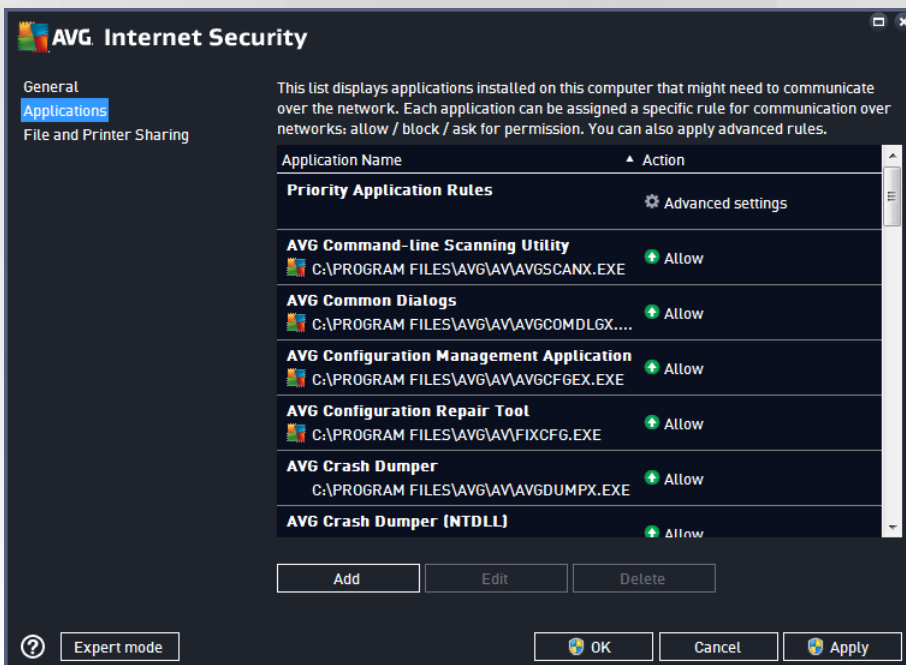 AVG Internet Security
General
Applications
File and Printer Sharing
This list displays applications installed on this computer that might need to communicate
over the network. Each application can be assigned a specific rule for communication over
networks: allow / block / ask for permission. You can also apply advanced rules.
Application Name Action
Priority Application Rules
Advanced settings
AVG Command-line Scanning Utility
C:\PROGRAM FILES\AVG\AV\AVGSCANX.EXE
Allow
AVG Common Dialogs
C:\PROGRAM FILES\AVG\AV\AVGCOMDLGX....
Allow
AVG Configuration Management Application
C:\PROGRAM FILES\AVG\AV\AVGCFGEX.EXE
Allow
AVG Configuration Repair Tool
C:\PROGRAM FILES\AVG\AV\FIXCFG.EXE
Allow
AVG Crash Dumper
C:\PROGRAM FILES\AVG\AV\AVGDUMPX.EXE
Allow
AVG Crash Dumper (NTDLL)
Allow
Add Edit Delete
? Expert mode OK Cancel Apply